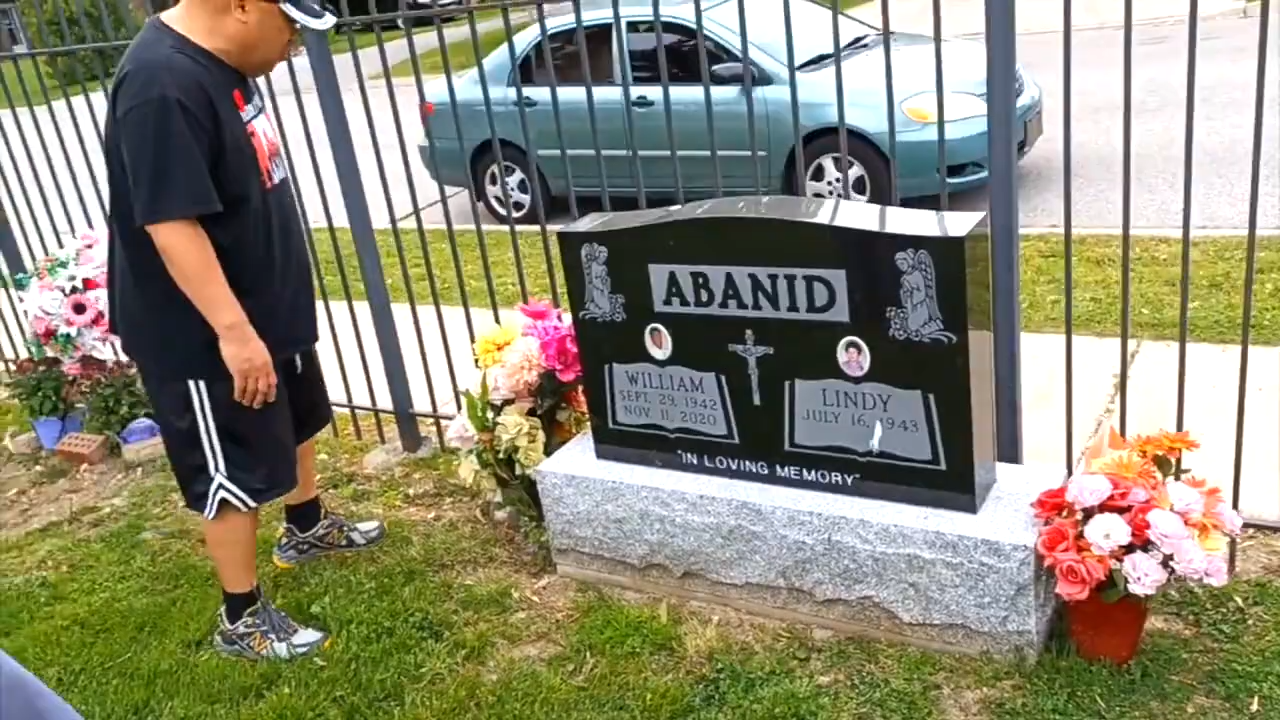 ABANID
WILLIAM
SEPT. 29, 1942
NOV. 11, 2020
LINDY
JULY 16, 1943
"IN LOVING MEMORY"